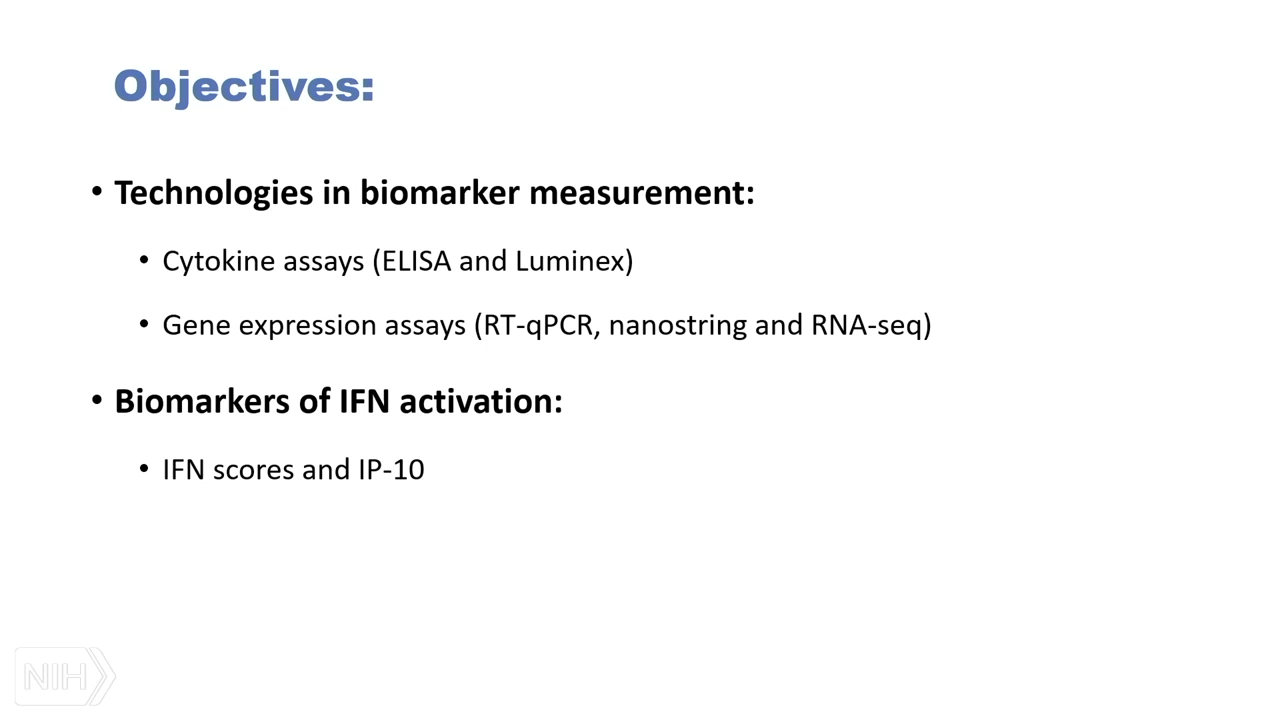 Objectives:
• Technologies in biomarker measurement:
• Cytokine assays (ELISA and Luminex)
• Gene expression assays (RT-qPCR, nanostring and RNA-seq)
• Biomarkers of IFN activation:
• IFN scores and IP-10
NIH